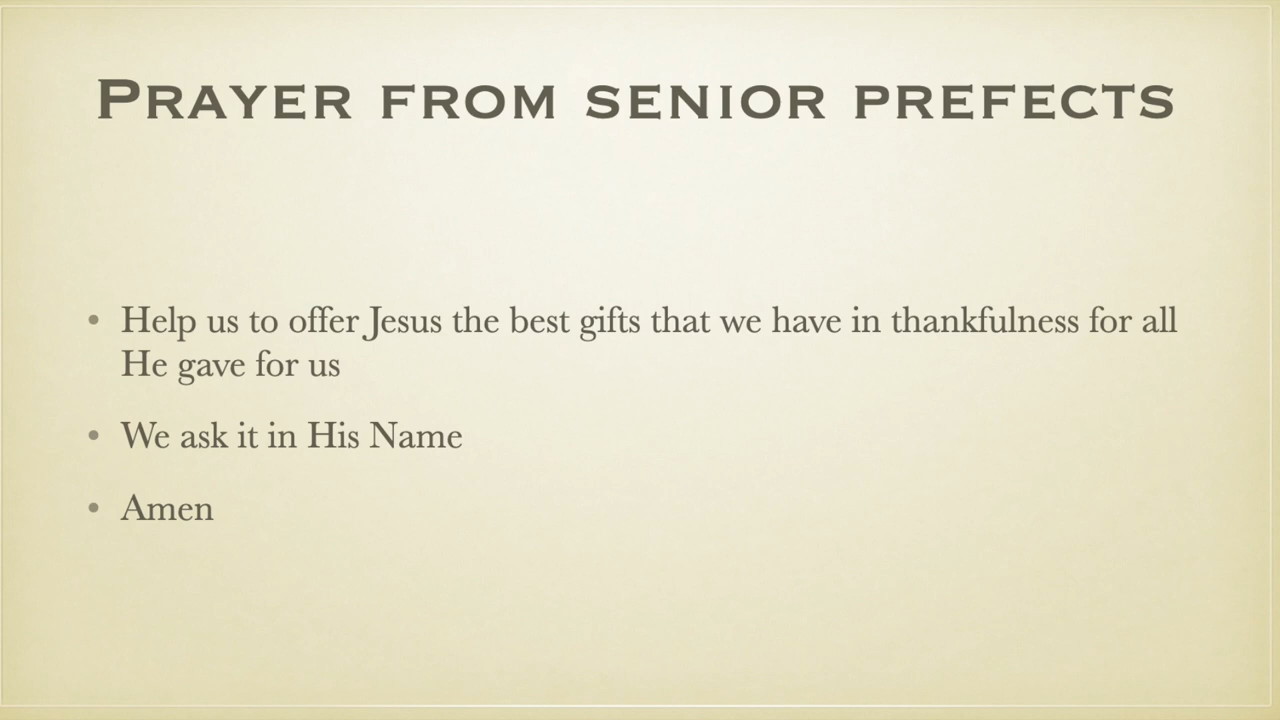 Prayer from senior prefects
• Help us to offer Jesus the best gifts that we have in thankfulness for all
He gave for us
• We ask it in His Name
• Amen